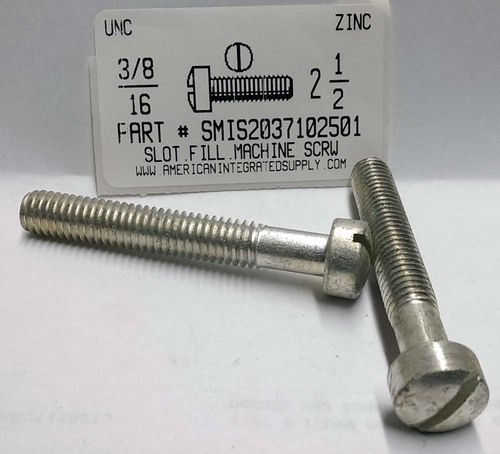 UNC ZINC
3/8
16
2 1/2
PART # SMIS2037102501
SLOT.FILL.MACHINE SCRW
WWW.AMERICANINTEGRATEDSUPPLY.COM